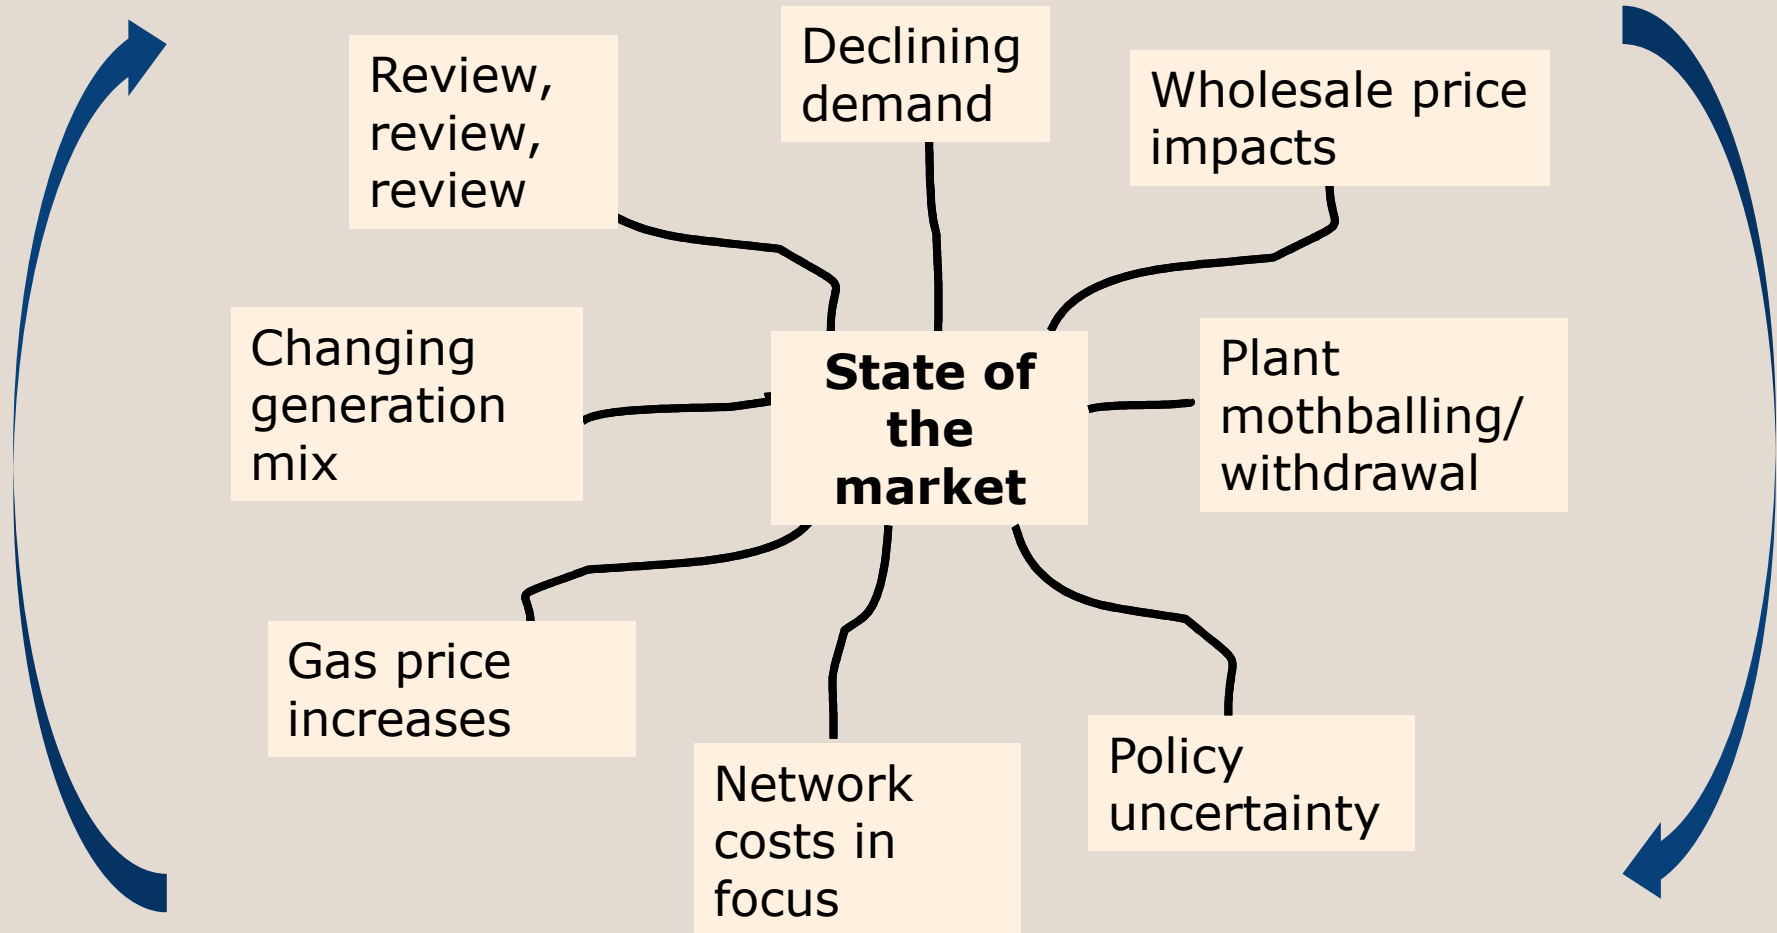 Review,
review,
review
Declining
demand
Wholesale price
impacts
Changing
generation
mix
State of
the
market
Plant
mothballing/
withdrawal
Gas price
increases
Network
costs in
focus
Policy
uncertainty